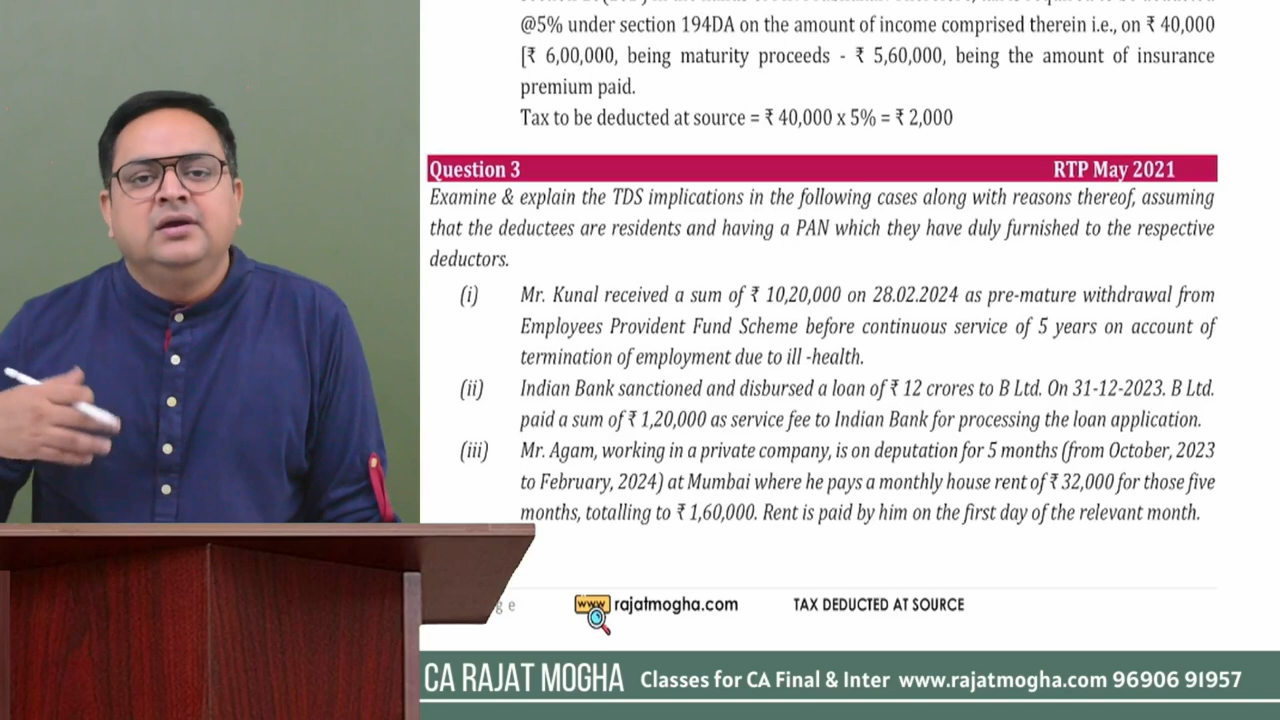 @5% under section 194DA on the amount of income comprised therein i.e., on ₹ 40,000
[₹ 6,00,000, being maturity proceeds - ₹ 5,60,000, being the amount of insurance
premium paid.
Tax to be deducted at source = ₹ 40,000 x 5% = ₹ 2,000
Question 3 RTP May 2021
Examine & explain the TDS implications in the following cases along with reasons thereof, assuming
that the deductees are residents and having a PAN which they have duly furnished to the respective
deductors.
(i) Mr. Kunal received a sum of ₹ 10,20,000 on 28.02.2024 as pre-mature withdrawal from
Employees Provident Fund Scheme before continuous service of 5 years on account of
termination of employment due to ill -health.
(ii) Indian Bank sanctioned and disbursed a loan of ₹ 12 crores to B Ltd. On 31-12-2023. B Ltd.
paid a sum of ₹ 1,20,000 as service fee to Indian Bank for processing the loan application.
(iii) Mr. Agam, working in a private company, is on deputation for 5 months (from October, 2023
to February, 2024) at Mumbai where he pays a monthly house rent of ₹ 32,000 for those five
months, totalling to ₹ 1,60,000. Rent is paid by him on the first day of the relevant month.
g e www rajatmogha.com TAX DEDUCTED AT SOURCE
CA RAJAT MOGHA Classes for CA Final & Inter www.rajatmogha.com 96906 91957